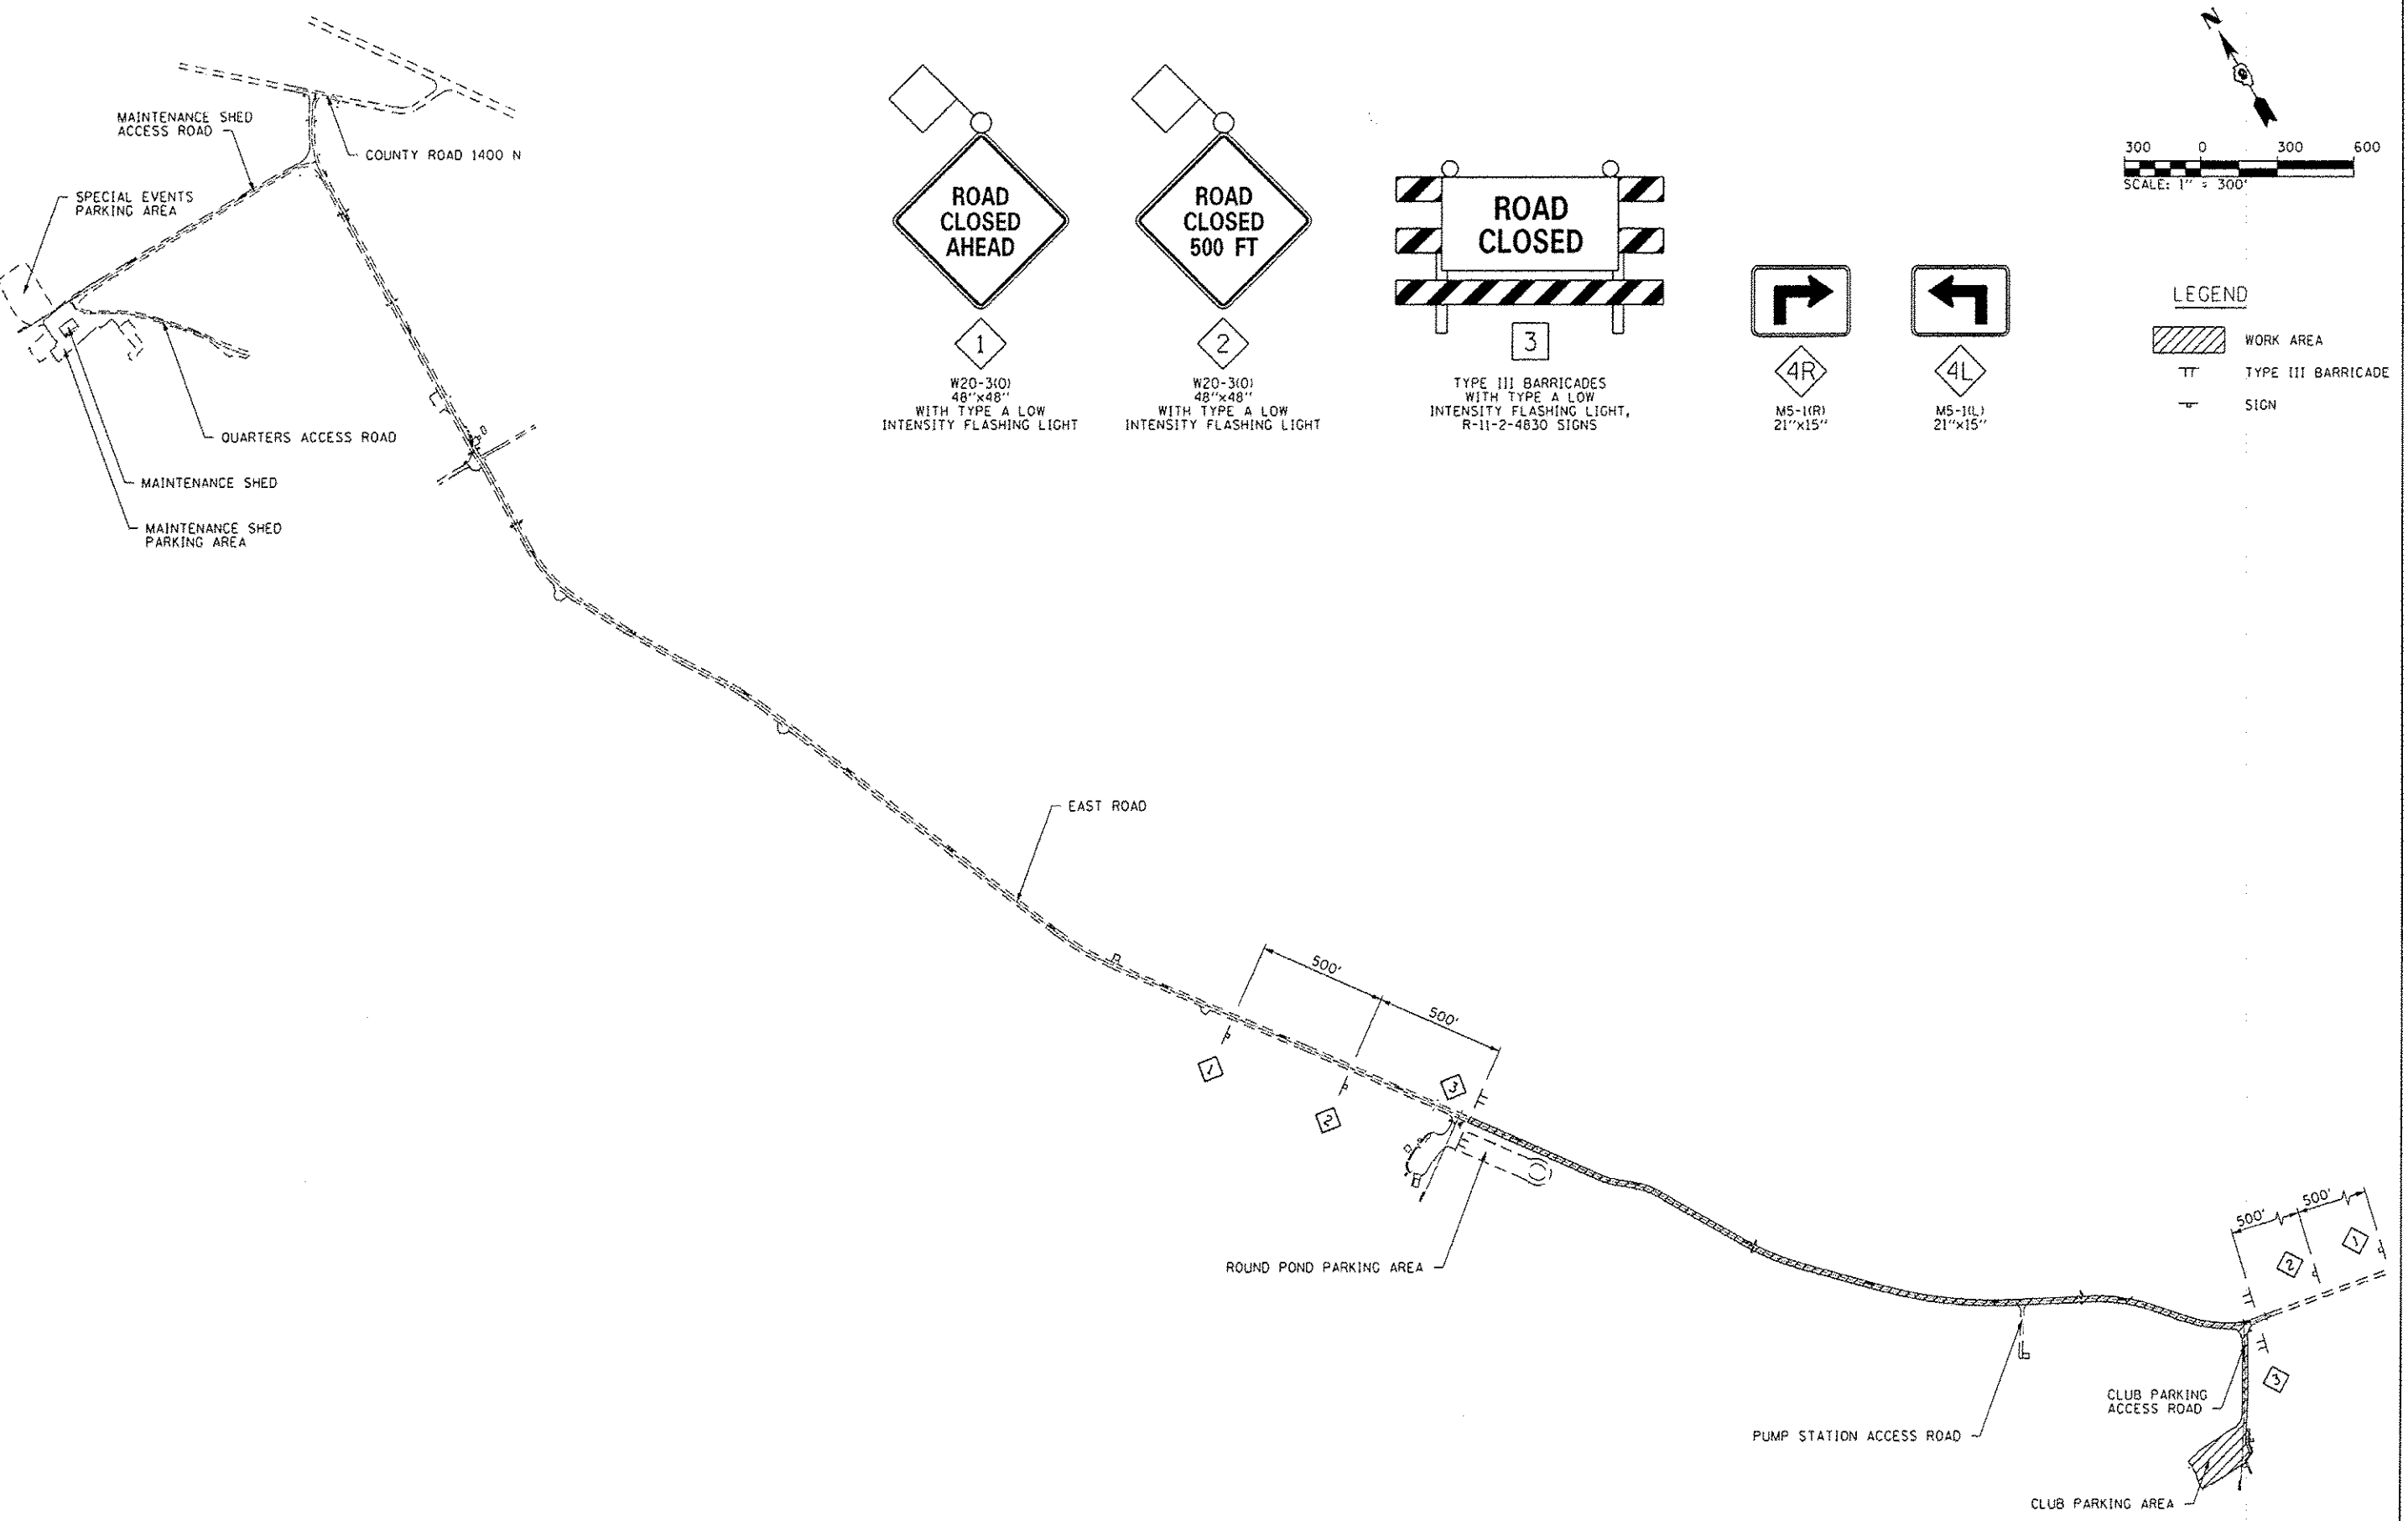 N
300 0 300 600
SCALE: 1" = 300'
MAINTENANCE SHED
ACCESS ROAD
COUNTY ROAD 1400 N
SPECIAL EVENTS
PARKING AREA
QUARTERS ACCESS ROAD
MAINTENANCE SHED
MAINTENANCE SHED
PARKING AREA
ROAD
CLOSED
AHEAD
1
W20-3(O)
48"x48"
WITH TYPE A LOW
INTENSITY FLASHING LIGHT
ROAD
CLOSED
500 FT
2
W20-3(O)
48"x48"
WITH TYPE A LOW
INTENSITY FLASHING LIGHT
ROAD
CLOSED
3
TYPE III BARRICADES
WITH TYPE A LOW
INTENSITY FLASHING LIGHT,
R-11-2-4830 SIGNS
4R
M5-1(R)
21"x15"
4L
M5-1(L)
21"x15"
LEGEND
WORK AREA
TYPE III BARRICADE
SIGN
EAST ROAD
500'
500'
1
2
3
ROUND POND PARKING AREA
500'
500'
1
2
3
CLUB PARKING
ACCESS ROAD
PUMP STATION ACCESS ROAD
CLUB PARKING AREA